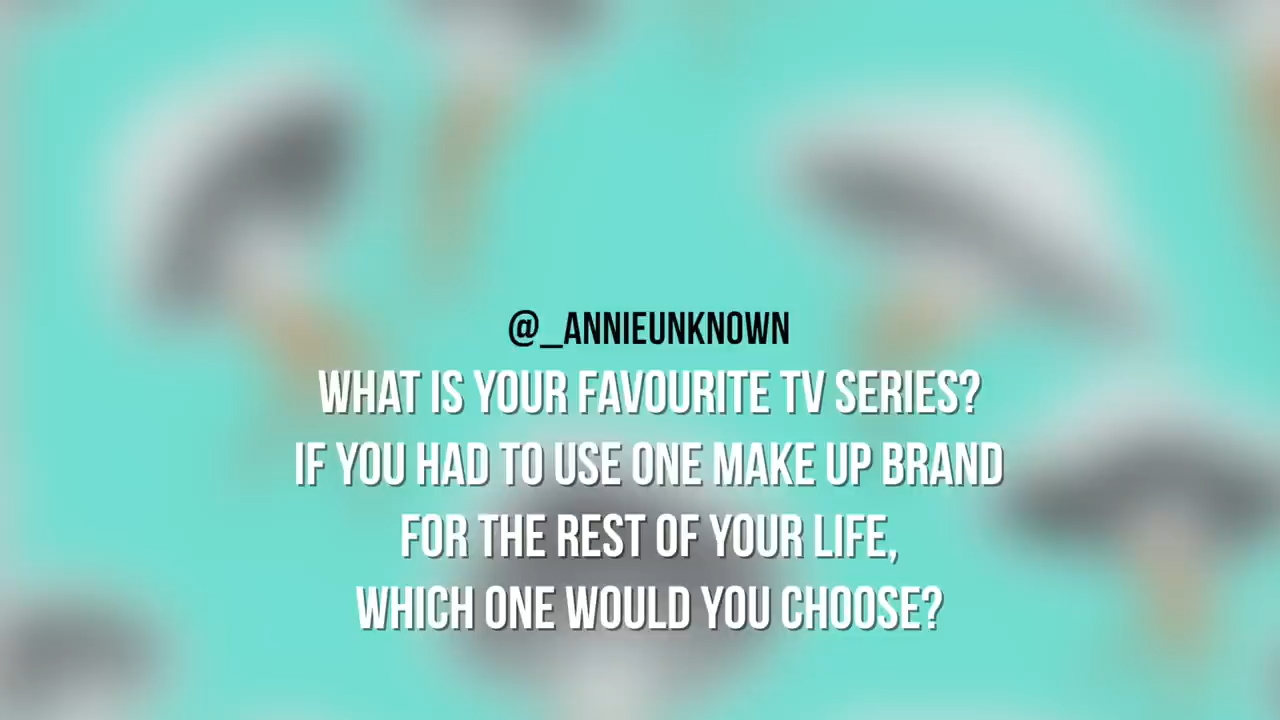 @_ANNIEUNKNOWN
WHAT IS YOUR FAVOURITE TV SERIES?
IF YOU HAD TO USE ONE MAKE UP BRAND
FOR THE REST OF YOUR LIFE,
WHICH ONE WOULD YOU CHOOSE?